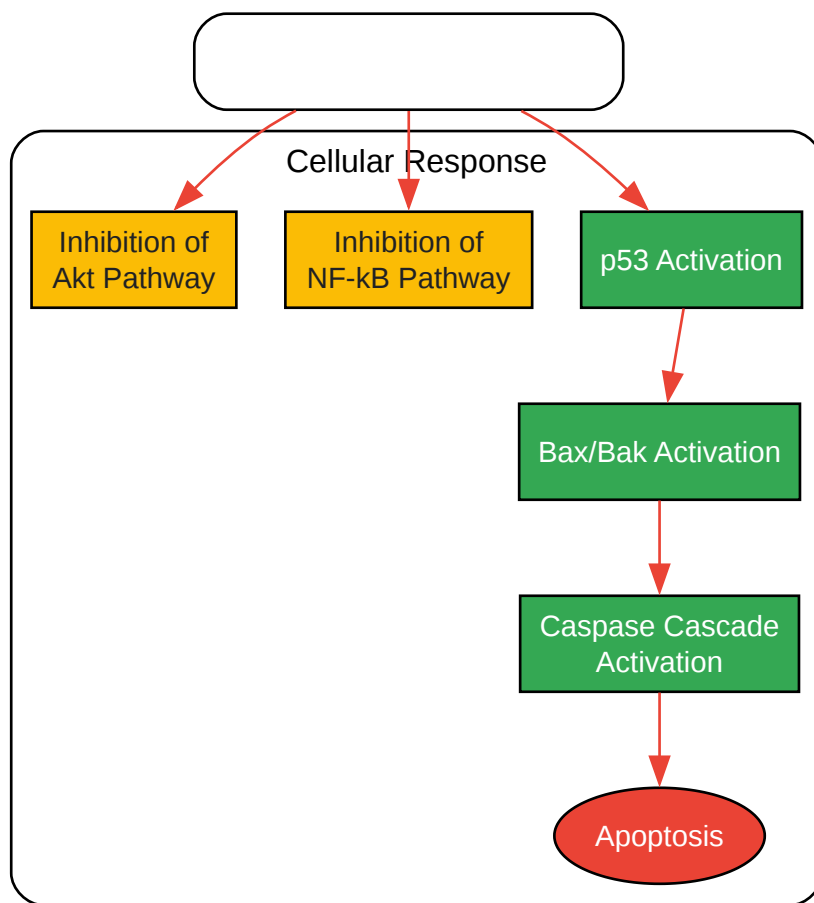 Cellular Response
Inhibition of
Akt Pathway
Inhibition of
NF-kB Pathway
p53 Activation
Bax/Bak Activation
Caspase Cascade
Activation
Apoptosis